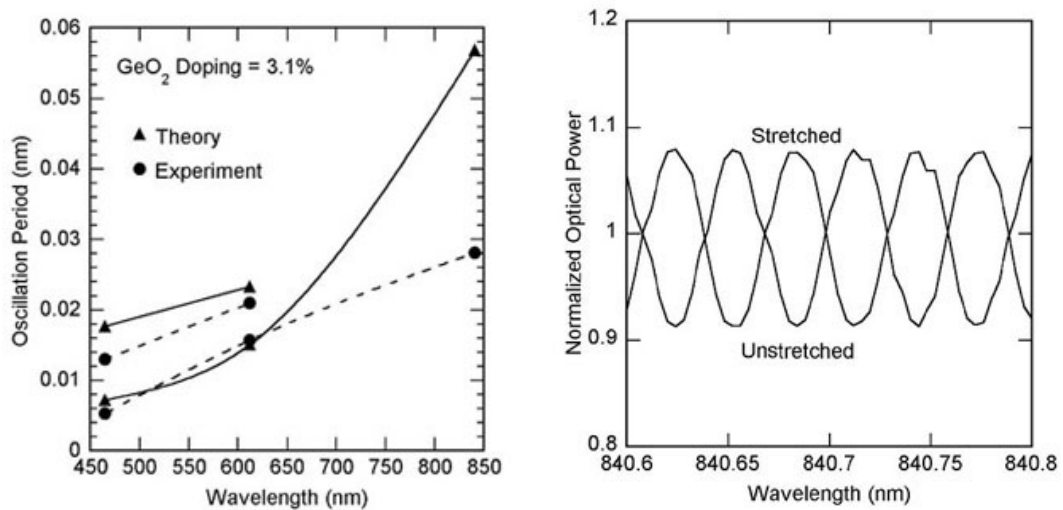 0.06
0.05
0.04
0.03
0.02
0.01
0
Oscillation Period (nm)
GeO₂ Doping = 3.1%
Theory
Experiment
450 500 550 600 650 700 750 800 850
Wavelength (nm)
1.2
1.1
1
0.9
0.8
Normalized Optical Power
Stretched
Unstretched
840.6 840.65 840.7 840.75 840.8
Wavelength (nm)